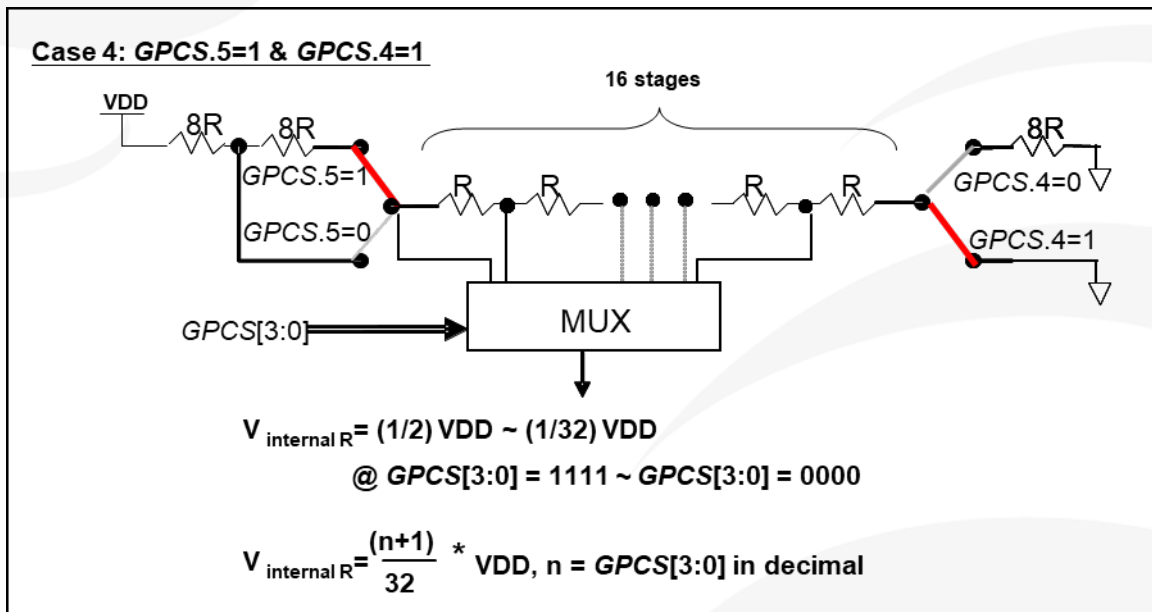 Case 4: GPCS.5=1 & GPCS.4=1
16 stages
VDD
8R
8R
8R
GPCS.5=1
GPCS.4=0
R
R
R
R
GPCS.5=0
GPCS.4=1
GPCS[3:0]
MUX
V internal R= (1/2) VDD ~ (1/32) VDD
@ GPCS[3:0] = 1111 ~ GPCS[3:0] = 0000
V internal R= (n+1)/32 * VDD, n = GPCS[3:0] in decimal